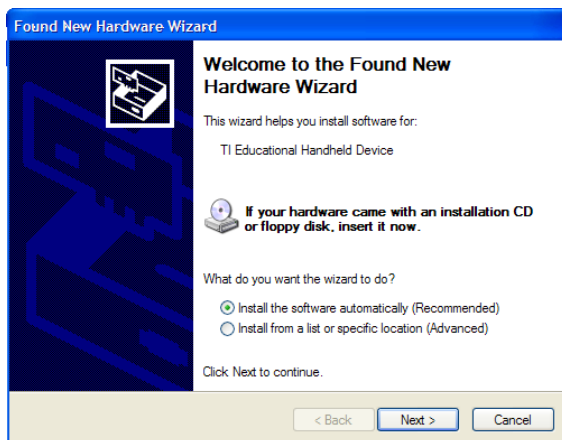 Found New Hardware Wizard
Welcome to the Found New
Hardware Wizard
This wizard helps you install software for:
TI Educational Handheld Device
If your hardware came with an installation CD
or floppy disk, insert it now.
What do you want the wizard to do?
Install the software automatically (Recommended)
Install from a list or specific location (Advanced)
Click Next to continue.
< Back Next > Cancel